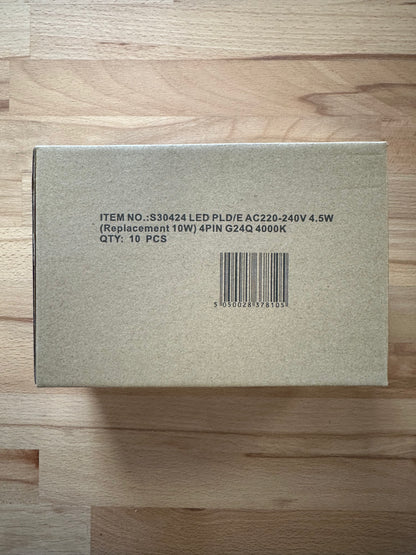 ITEM NO.:S30424 LED PLD/E AC220-240V 4.5W
(Replacement 10W) 4PIN G24Q 4000K
QTY: 10 PCS
5 050028 378105